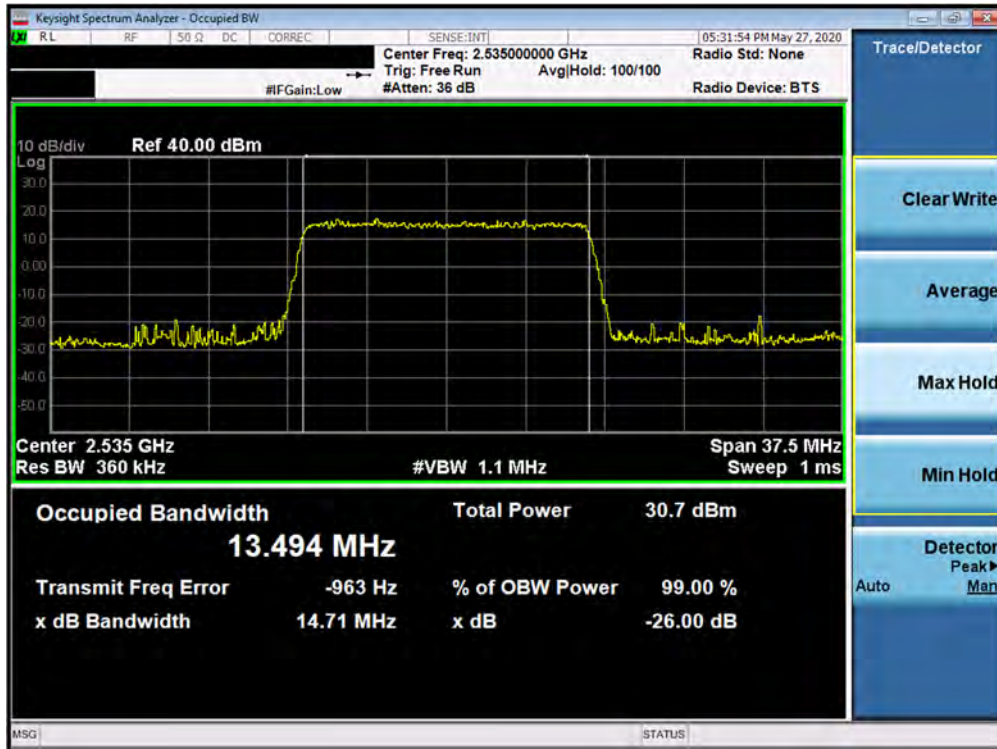 Keysight Spectrum Analyzer - Occupied BW
LXI RL RF 50 Ω DC CORREC SENSE:INT 05:31:54 PM May 27, 2020
Center Freq: 2.535000000 GHz Radio Std: None
Trig: Free Run Avg|Hold: 100/100
#IFGain:Low #Atten: 36 dB Radio Device: BTS
Trace/Detector
10 dB/div Ref 40.00 dBm
Log
30.0
20.0
10.0
0.00
-10.0
-20.0
-30.0
-40.0
-50.0
Center 2.535 GHz Span 37.5 MHz
Res BW 360 kHz #VBW 1.1 MHz Sweep 1 ms
Occupied Bandwidth Total Power 30.7 dBm
13.494 MHz
Transmit Freq Error -963 Hz % of OBW Power 99.00 %
x dB Bandwidth 14.71 MHz x dB -26.00 dB
Clear Write
Average
Max Hold
Min Hold
Detector
Peak▶
Auto Man
MSG STATUS